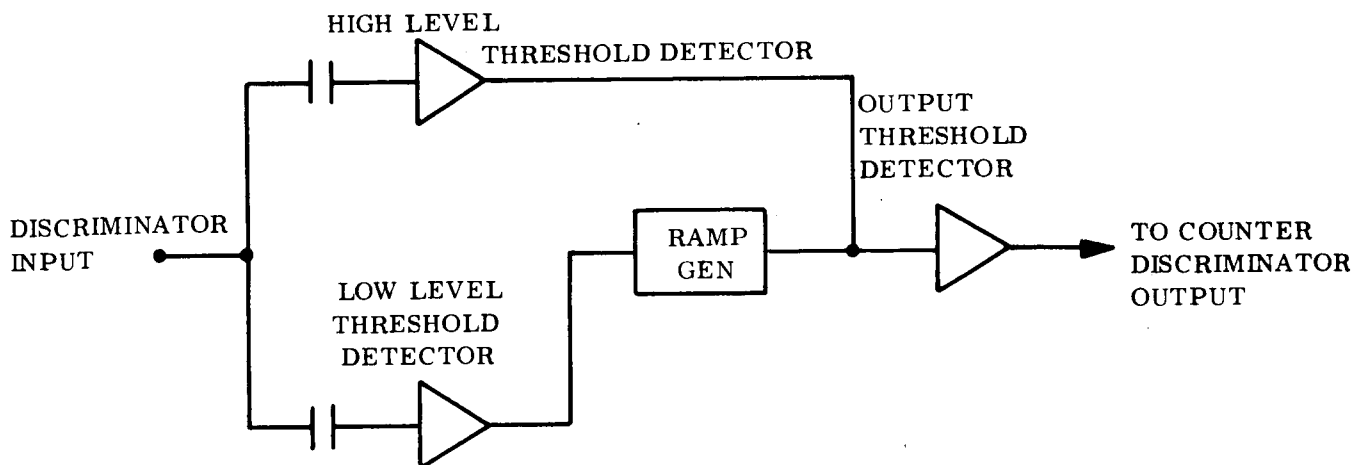 HIGH LEVEL
THRESHOLD DETECTOR
OUTPUT
THRESHOLD
DETECTOR
DISCRIMINATOR
INPUT
RAMP
GEN
TO COUNTER
DISCRIMINATOR
OUTPUT
LOW LEVEL
THRESHOLD
DETECTOR